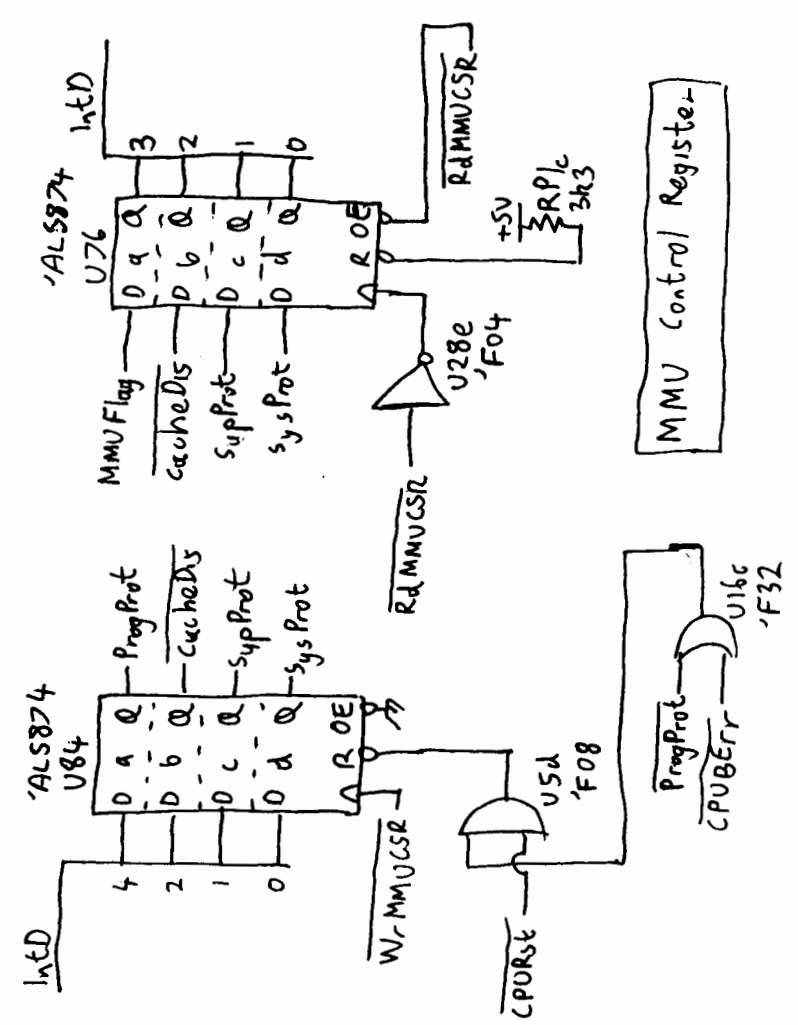 IntD
'ALS874
U84
4 D a Q ProgProt
2 D b Q CacheDis
1 D c Q SupProt
0 D d Q SysProt
R OE
WrMMUCSR
CPURst
U5d
'F08
ProgProt
CPUBErr
U16c
'F32
'ALS874
U76
IntD
MMUFlag D a Q 3
CacheDis D b Q 2
SupProt D c Q 1
SysProt D d Q 0
R OE
RdMMUCSR
U28e
'F04
RdMMUCSR
+5V
RP1c
3k3
MMU Control Register